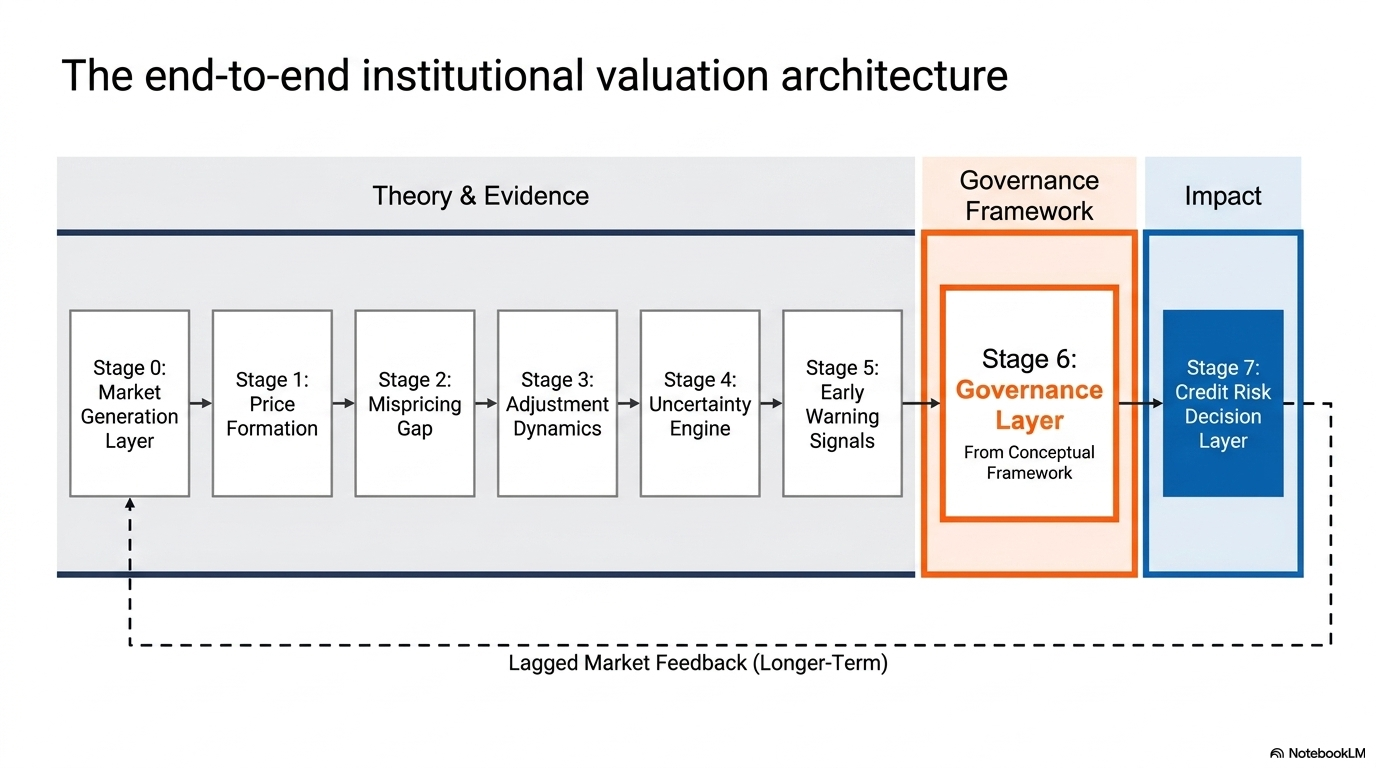 The end-to-end institutional valuation architecture
Theory & Evidence
Governance
Framework
Impact
Stage 0:
Market
Generation
Layer
Stage 1:
Price
Formation
Stage 2:
Mispricing
Gap
Stage 3:
Adjustment
Dynamics
Stage 4:
Uncertainty
Engine
Stage 5:
Early
Warning
Signals
Stage 6:
Governance
Layer
From Conceptual
Framework
Stage 7:
Credit Risk
Decision
Layer
Lagged Market Feedback (Longer-Term)
NotebookLM